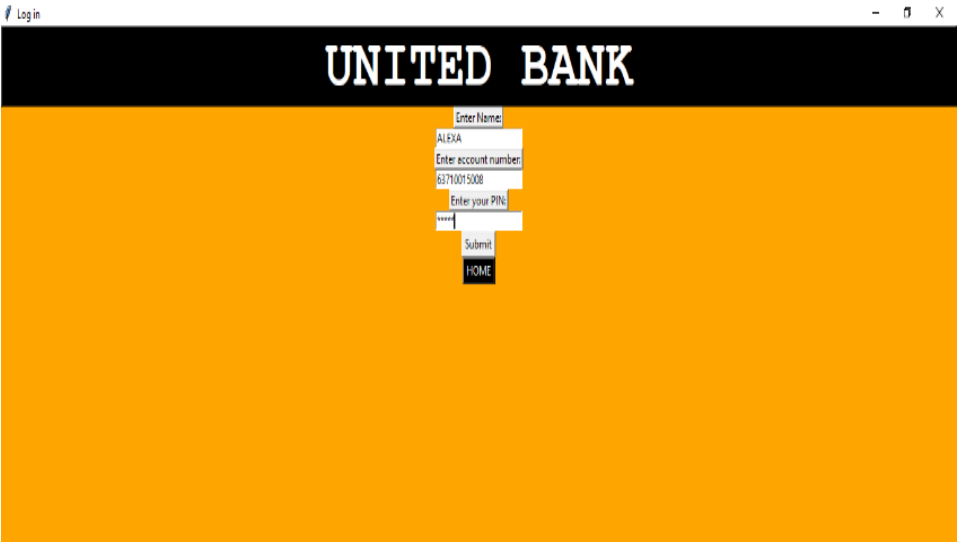 Log in
UNITED BANK
Enter Name:
ALEXA
Enter account number:
63710015008
Enter your PIN:
*****
Submit
HOME